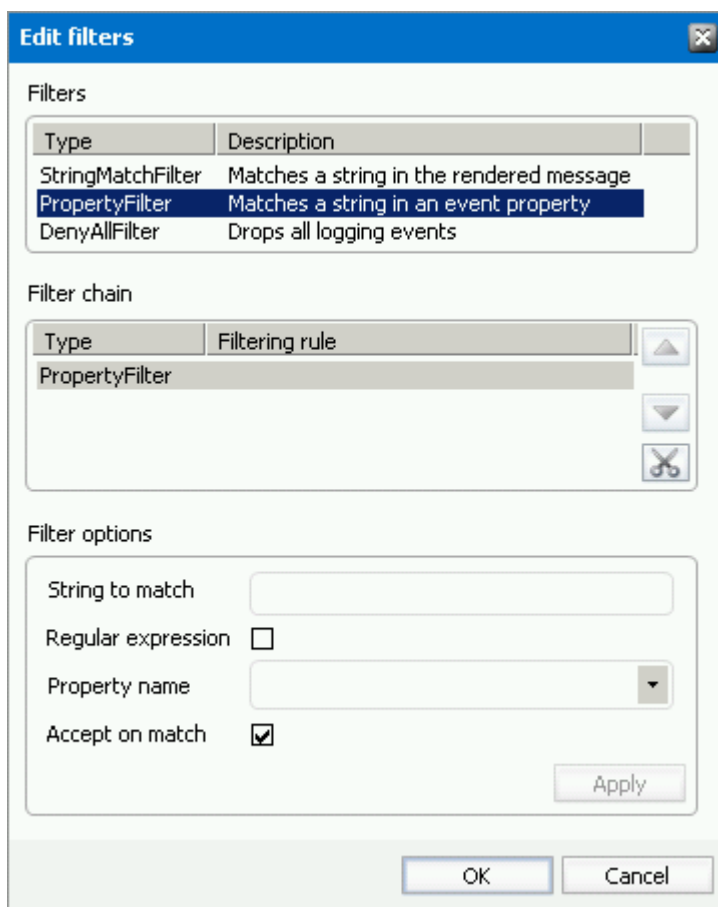 Edit filters
Filters
Type Description
StringMatchFilter Matches a string in the rendered message
PropertyFilter Matches a string in an event property
DenyAllFilter Drops all logging events
Filter chain
Type Filtering rule
PropertyFilter
Filter options
String to match
Regular expression
Property name
Accept on match
Apply
OK Cancel